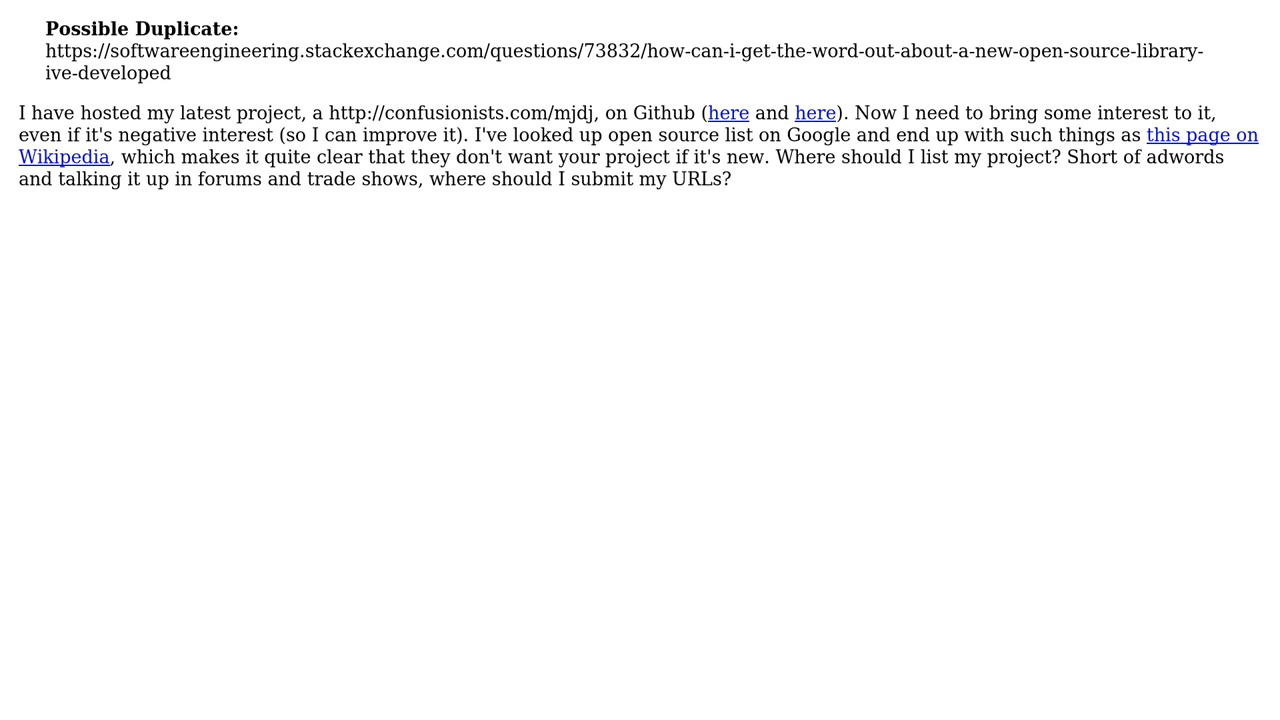 Possible Duplicate:
https://softwareengineering.stackexchange.com/questions/73832/how-can-i-get-the-word-out-about-a-new-open-source-library-
ive-developed
I have hosted my latest project, a http://confusionists.com/mjdj, on Github (here and here). Now I need to bring some interest to it,
even if it's negative interest (so I can improve it). I've looked up open source list on Google and end up with such things as this page on
Wikipedia, which makes it quite clear that they don't want your project if it's new. Where should I list my project? Short of adwords
and talking it up in forums and trade shows, where should I submit my URLs?